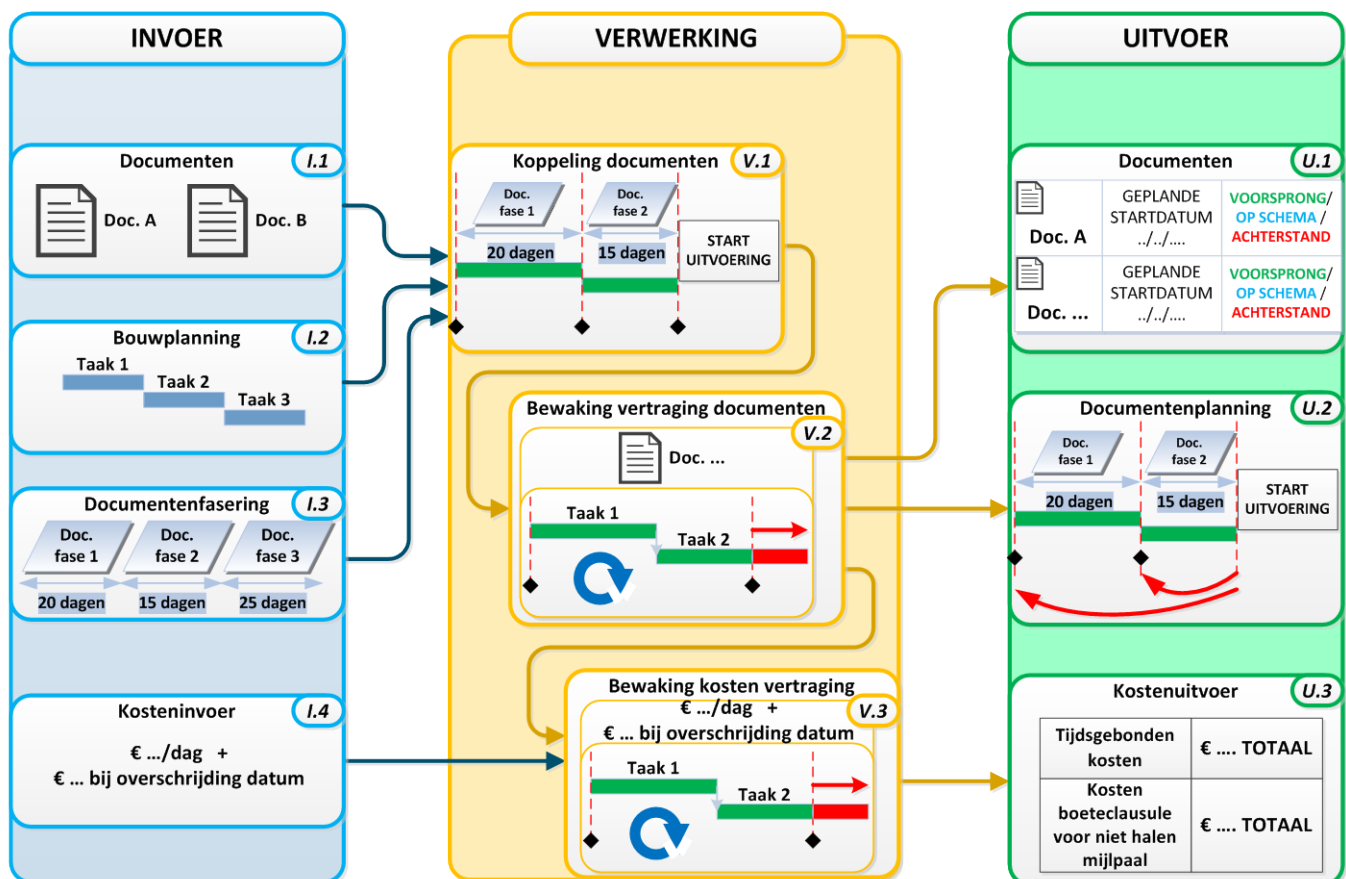 INVOER
Documenten
I.1
Doc. A
Doc. B
Bouwplanning
I.2
Taak 1
Taak 2
Taak 3
Documentenfasering
I.3
Doc.
fase 1
Doc.
fase 2
Doc.
fase 3
20 dagen
15 dagen
25 dagen
Kosteninvoer
I.4
€ .../dag +
€ ... bij overschrijding datum
VERWERKING
Koppeling documenten
V.1
Doc.
fase 1
Doc.
fase 2
20 dagen
15 dagen
START
UITVOERING
Bewaking vertraging documenten
V.2
Doc. ...
Taak 1
Taak 2
Bewaking kosten vertraging
V.3
€ .../dag +
€ ... bij overschrijding datum
Taak 1
Taak 2
UITVOER
Documenten
U.1
Doc. A
GEPLANDE
STARTDATUM
../../....
VOORSPRONG/
OP SCHEMA /
ACHTERSTAND
Doc. ...
GEPLANDE
STARTDATUM
../../....
VOORSPRONG/
OP SCHEMA /
ACHTERSTAND
Documentenplanning
U.2
Doc.
fase 1
Doc.
fase 2
20 dagen
15 dagen
START
UITVOERING
Kostenuitvoer
U.3
Tijdsgebonden
kosten
€ .... TOTAAL
Kosten
boeteclausule
voor niet halen
mijlpaal
€ .... TOTAAL